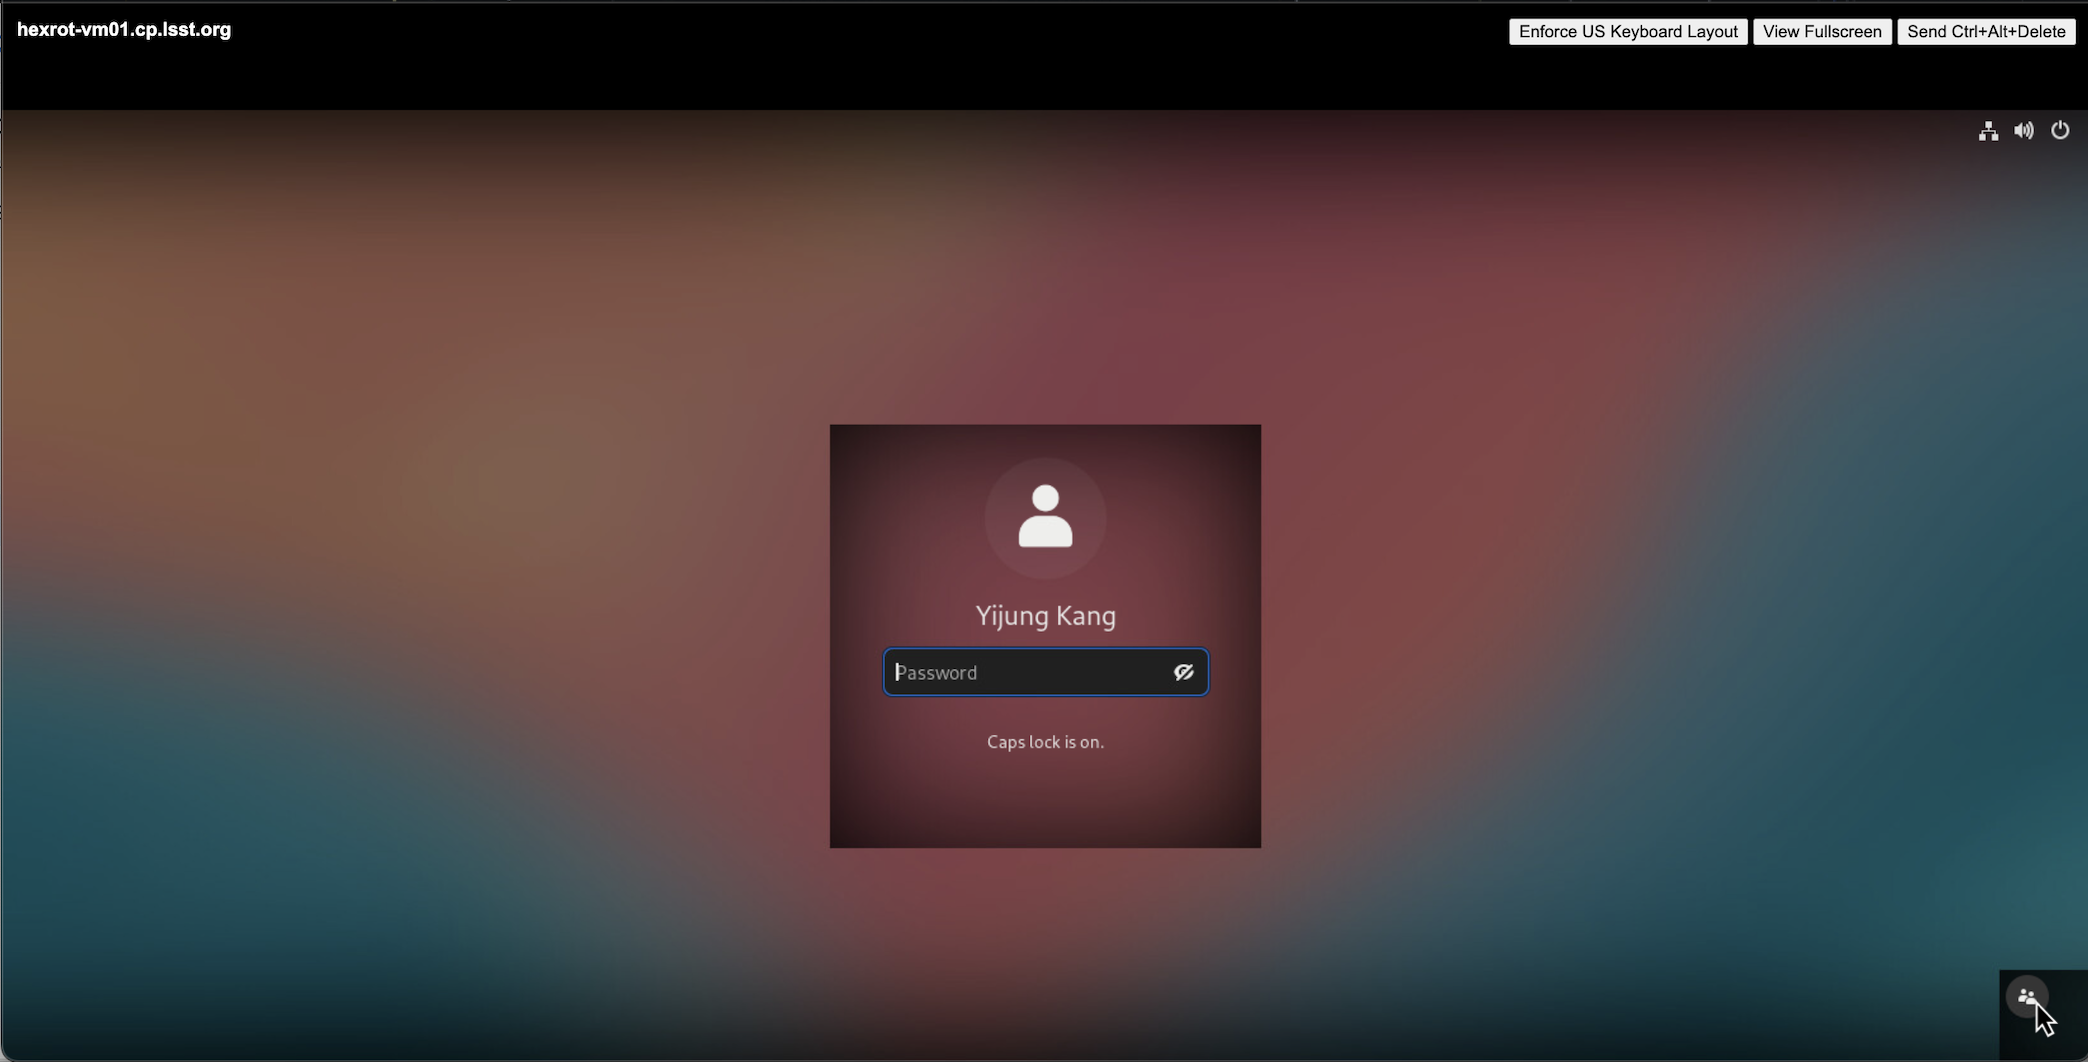 hexrot-vm01.cp.lsst.org
Enforce US Keyboard Layout View Fullscreen Send Ctrl+Alt+Delete
Yijung Kang
Password
Caps lock is on.